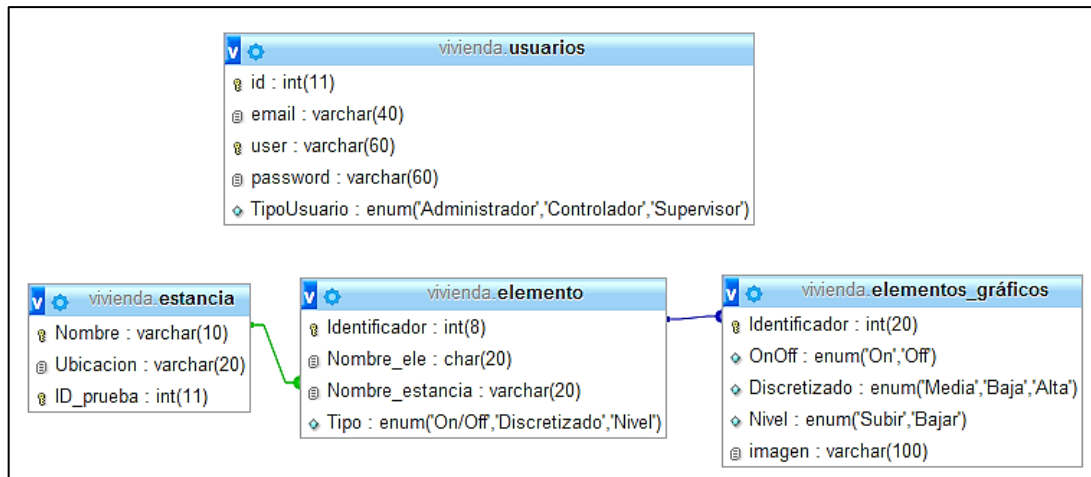 vivienda.usuarios
id : int(11)
email : varchar(40)
user : varchar(60)
password : varchar(60)
TipoUsuario : enum('Administrador','Controlador','Supervisor')
vivienda.estancia
Nombre : varchar(10)
Ubicacion : varchar(20)
ID_prueba : int(11)
vivienda.elemento
Identificador : int(8)
Nombre_ele : char(20)
Nombre_estancia : varchar(20)
Tipo : enum('On/Off','Discretizado','Nivel')
vivienda.elementos_gráficos
Identificador : int(20)
OnOff : enum('On','Off')
Discretizado : enum('Media','Baja','Alta')
Nivel : enum('Subir','Bajar')
imagen : varchar(100)